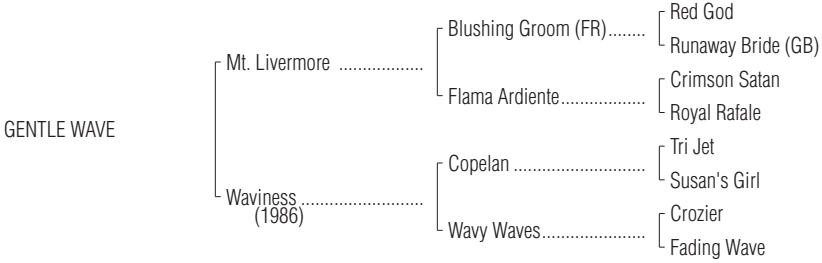 Red God
Blushing Groom (FR)........
Runaway Bride (GB)
Mt. Livermore ..................
Crimson Satan
Flama Ardiente..................
Royal Rafale
GENTLE WAVE
Tri Jet
Copelan ............................
Susan's Girl
Waviness ..........................
(1986)
Crozier
Wavy Waves......................
Fading Wave